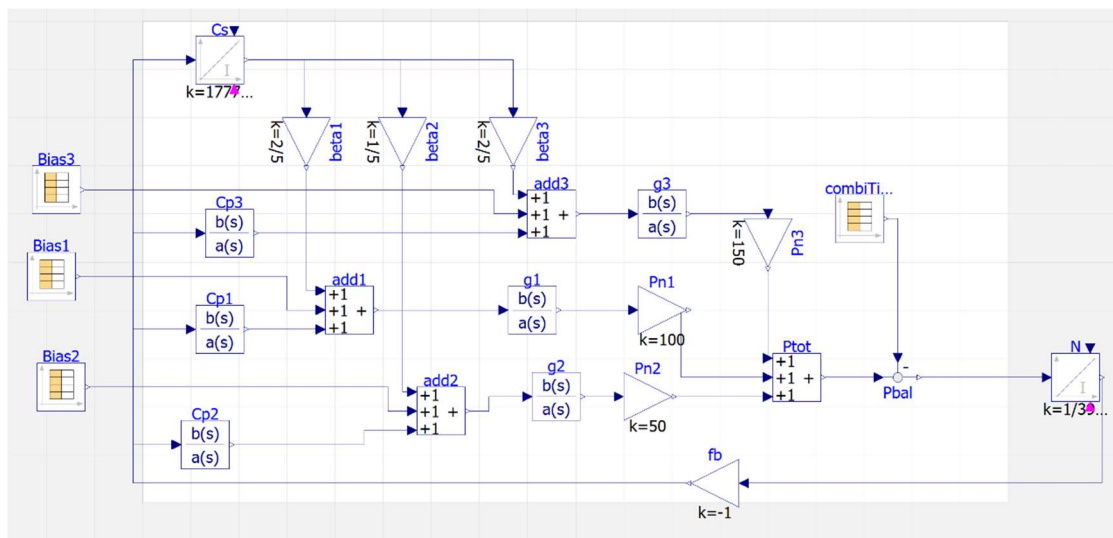 Cs
I
k=1777...
k=2/5
beta1
k=1/5
beta2
k=2/5
beta3
Bias3
add3
+1
+1 +
+1
g3
b(s)
a(s)
combiTi...
Cp3
b(s)
a(s)
k=150
Pn3
Bias1
add1
+1
+1 +
+1
g1
b(s)
a(s)
Pn1
k=100
Cp1
b(s)
a(s)
Ptot
+1
+1 +
+1
-
Pbal
N
I
k=1/39...
Bias2
add2
+1
+1 +
+1
g2
b(s)
a(s)
Pn2
k=50
Cp2
b(s)
a(s)
fb
k=-1